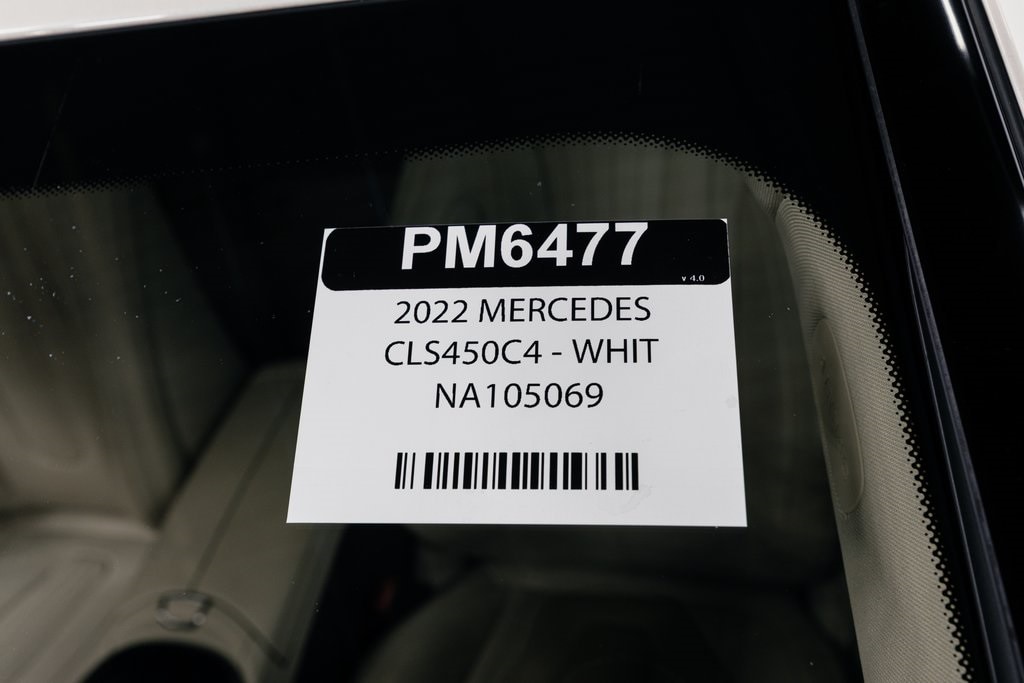 PM6477
v 4.0
2022 MERCEDES
CLS450C4 - WHIT
NA105069